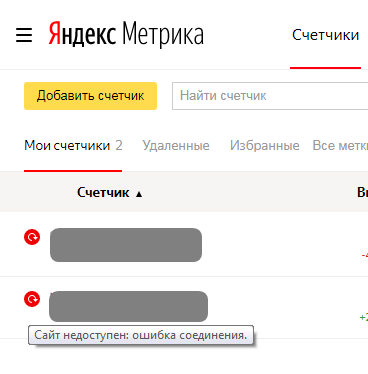 Яндекс Метрика
Счетчики
Добавить счетчик
Найти счетчик
Мои счетчики 2 Удаленные Избранные Все метк
Счетчик ▲
В
-4
+2
Сайт недоступен: ошибка соединения.